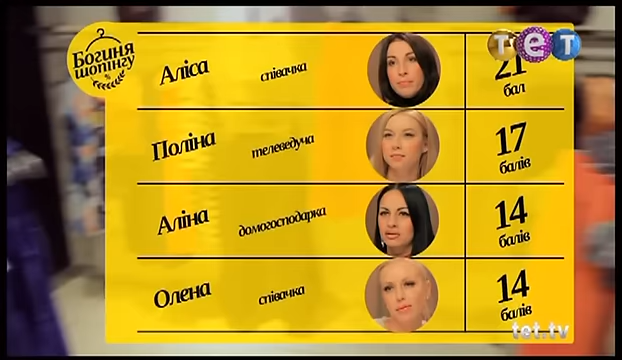 Богиня
шопінгу
%
ТЕТ
Аліса співачка 21
бал
Поліна телеведуча 17
балів
Аліна домогосподарка 14
балів
Олена співачка 14
балів
tet.tv